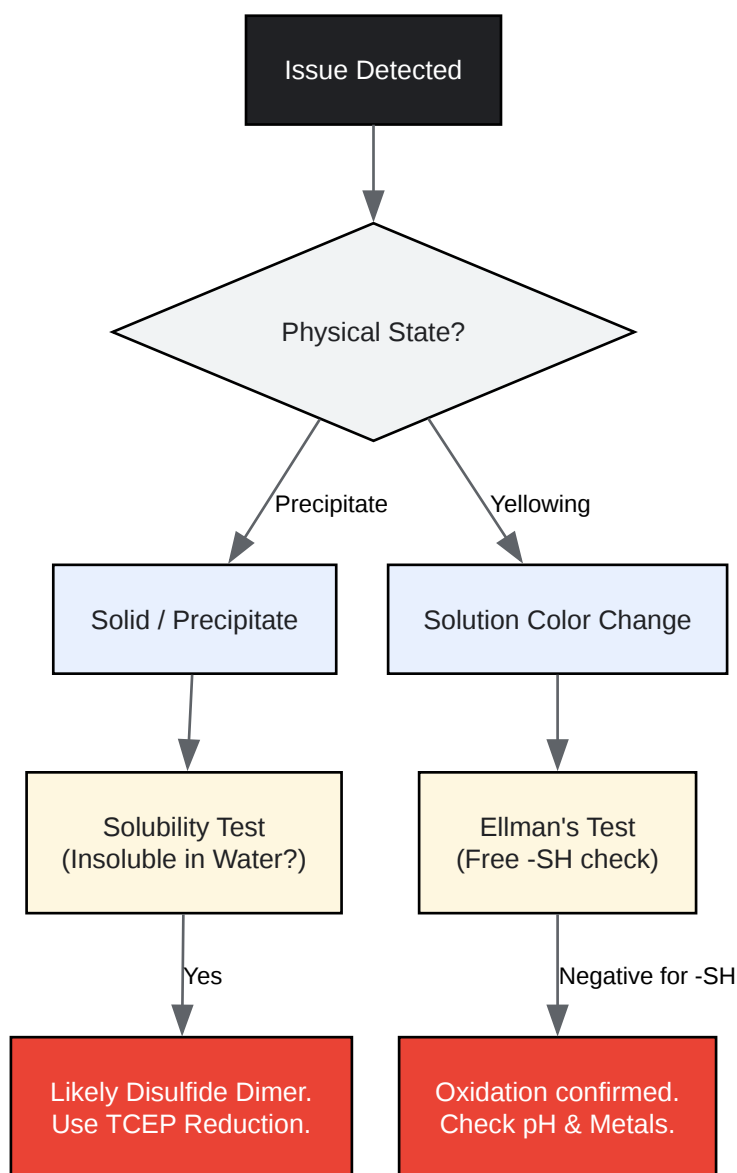 Issue Detected
Physical State?
Precipitate
Yellowing
Solid / Precipitate
Solution Color Change
Solubility Test
(Insoluble in Water?)
Ellman's Test
(Free -SH check)
Yes
Negative for -SH
Likely Disulfide Dimer.
Use TCEP Reduction.
Oxidation confirmed.
Check pH & Metals.